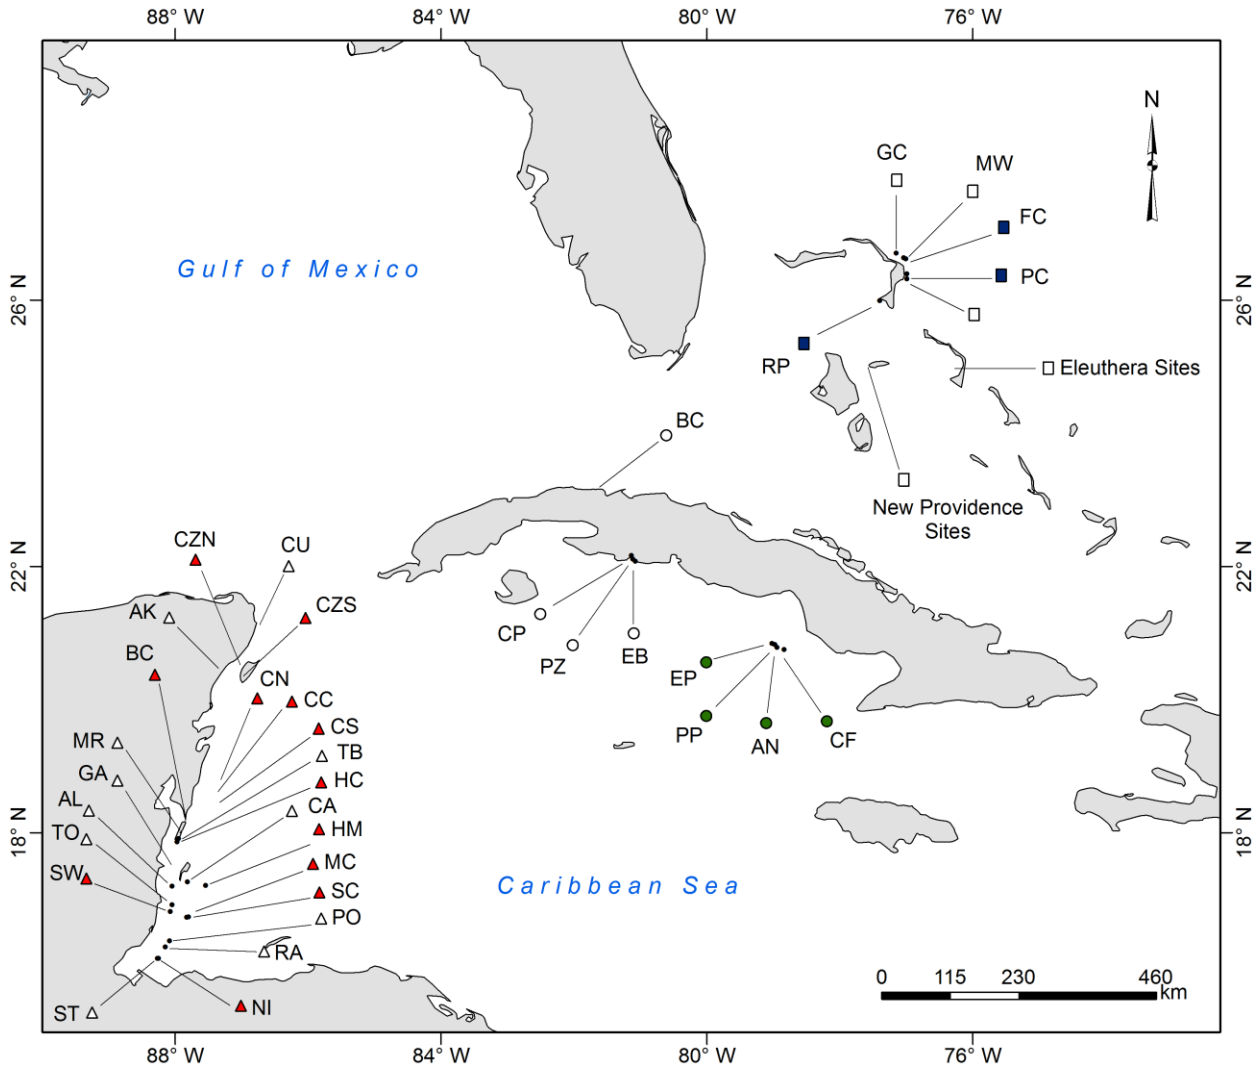 88° W
84° W
80° W
76° W
N
GC
MW
FC
Gulf of Mexico
PC
26° N
26° N
RP
Eleuthera Sites
BC
New Providence
Sites
CZN
CU
22° N
22° N
AK
CZS
CP
BC
EB
PZ
CN
EP
CC
CS
PP
AN
CF
MR
TB
GA
HC
AL
CA
18° N
18° N
TO
HM
SW
MC
Caribbean Sea
SC
PO
RA
0
115
230
460
km
ST
NI
88° W
84° W
80° W
76° W